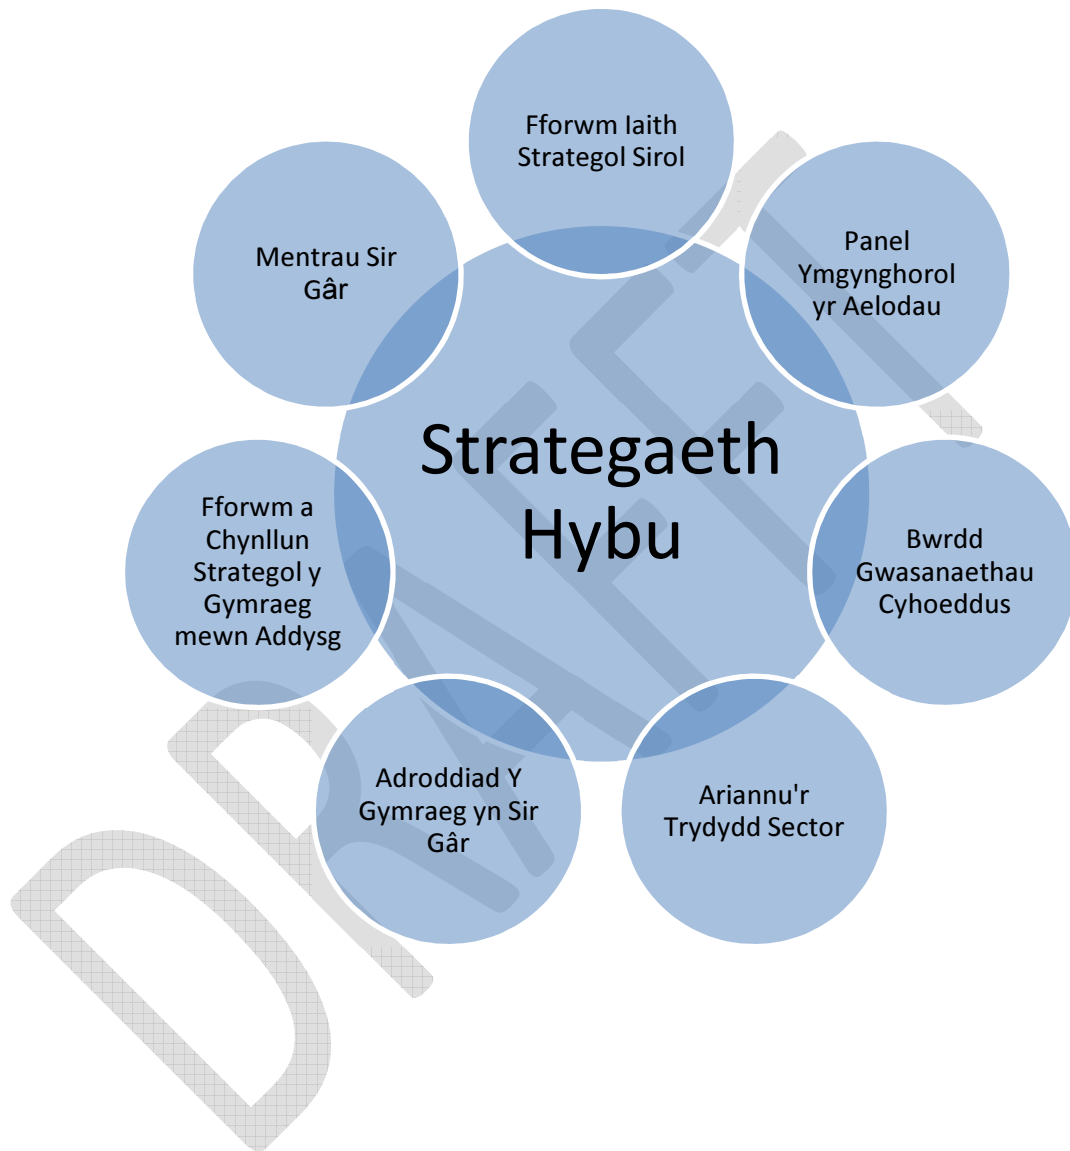 Fforwm Iaith
Strategol Sirol
Panel
Ymgynghorol
yr Aelodau
Bwrdd
Gwasanaethau
Cyhoeddus
Ariannu'r
Trydydd Sector
Adroddiad Y
Gymraeg yn Sir
Gâr
Fforwm a
Chynllun
Strategol y
Gymraeg
mewn Addysg
Mentrau Sir
Gâr
Strategaeth
Hybu
DRAFFT